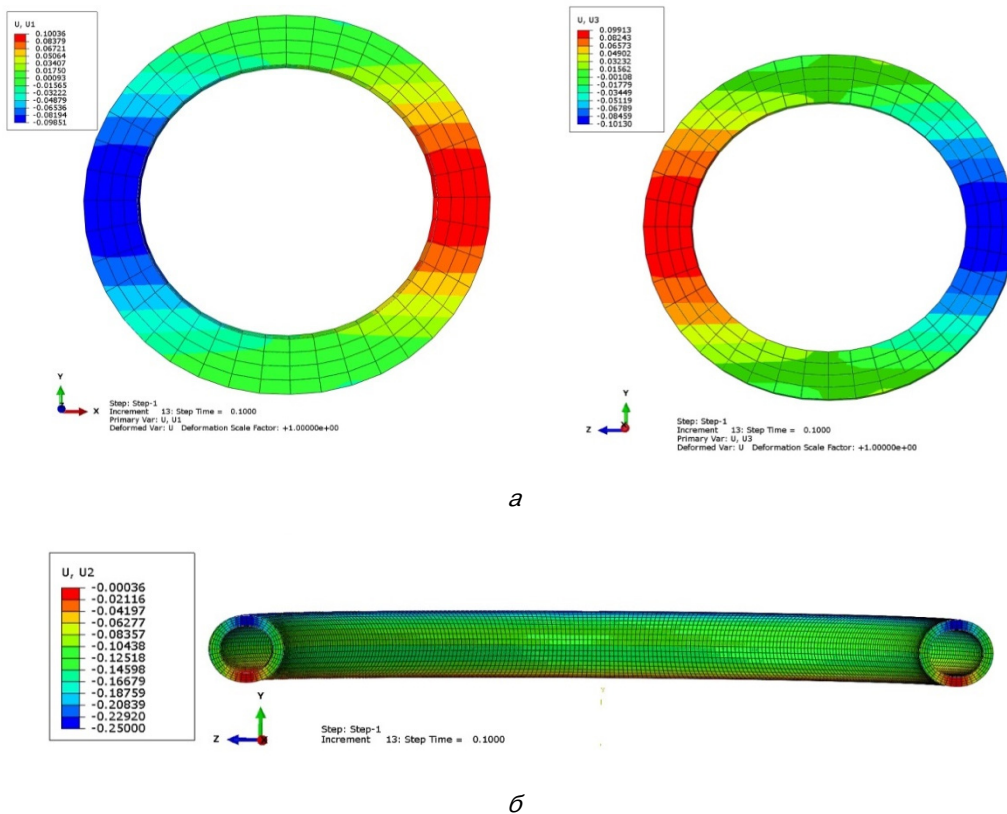 U, U1
0.10036
0.08379
0.06721
0.05064
0.03407
0.01750
0.00093
-0.01565
-0.03222
-0.04879
-0.06536
-0.08194
-0.09851
Y
X
Step: Step-1
Increment 13: Step Time = 0.1000
Primary Var: U, U1
Deformed Var: U Deformation Scale Factor: +1.00000e+00
U, U3
0.09913
0.08243
0.06573
0.04902
0.03232
0.01562
-0.00108
-0.01779
-0.03449
-0.05119
-0.06789
-0.08459
-0.10130
Y
Z
Step: Step-1
Increment 13: Step Time = 0.1000
Primary Var: U, U3
Deformed Var: U Deformation Scale Factor: +1.00000e+00
а
U, U2
-0.00036
-0.02116
-0.04197
-0.06277
-0.08357
-0.10438
-0.12518
-0.14598
-0.16679
-0.18759
-0.20839
-0.22920
-0.25000
Y
Z
Step: Step-1
Increment 13: Step Time = 0.1000
б